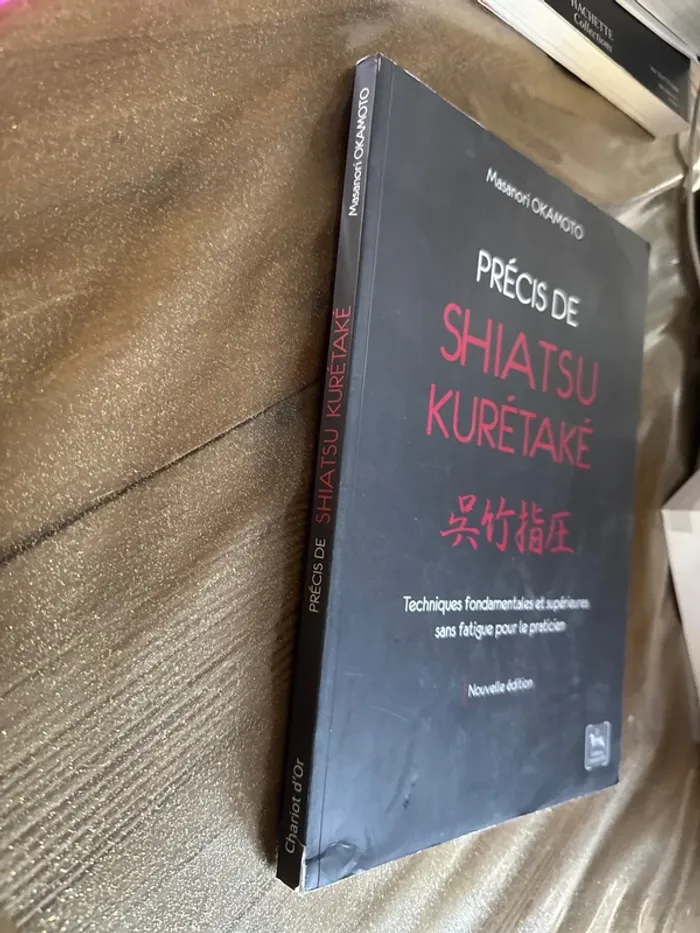 HACHETTE
Collections
Masanori OKAMOTO
PRÉCIS DE
SHIATSU
KURÉTAKÉ
呉竹指圧
Techniques fondamentales et supérieures
sans fatigue pour le praticien
Nouvelle édition
Masanori OKAMOTO
PRÉCIS DE SHIATSU KURÉTAKÉ
Chariot d'Or